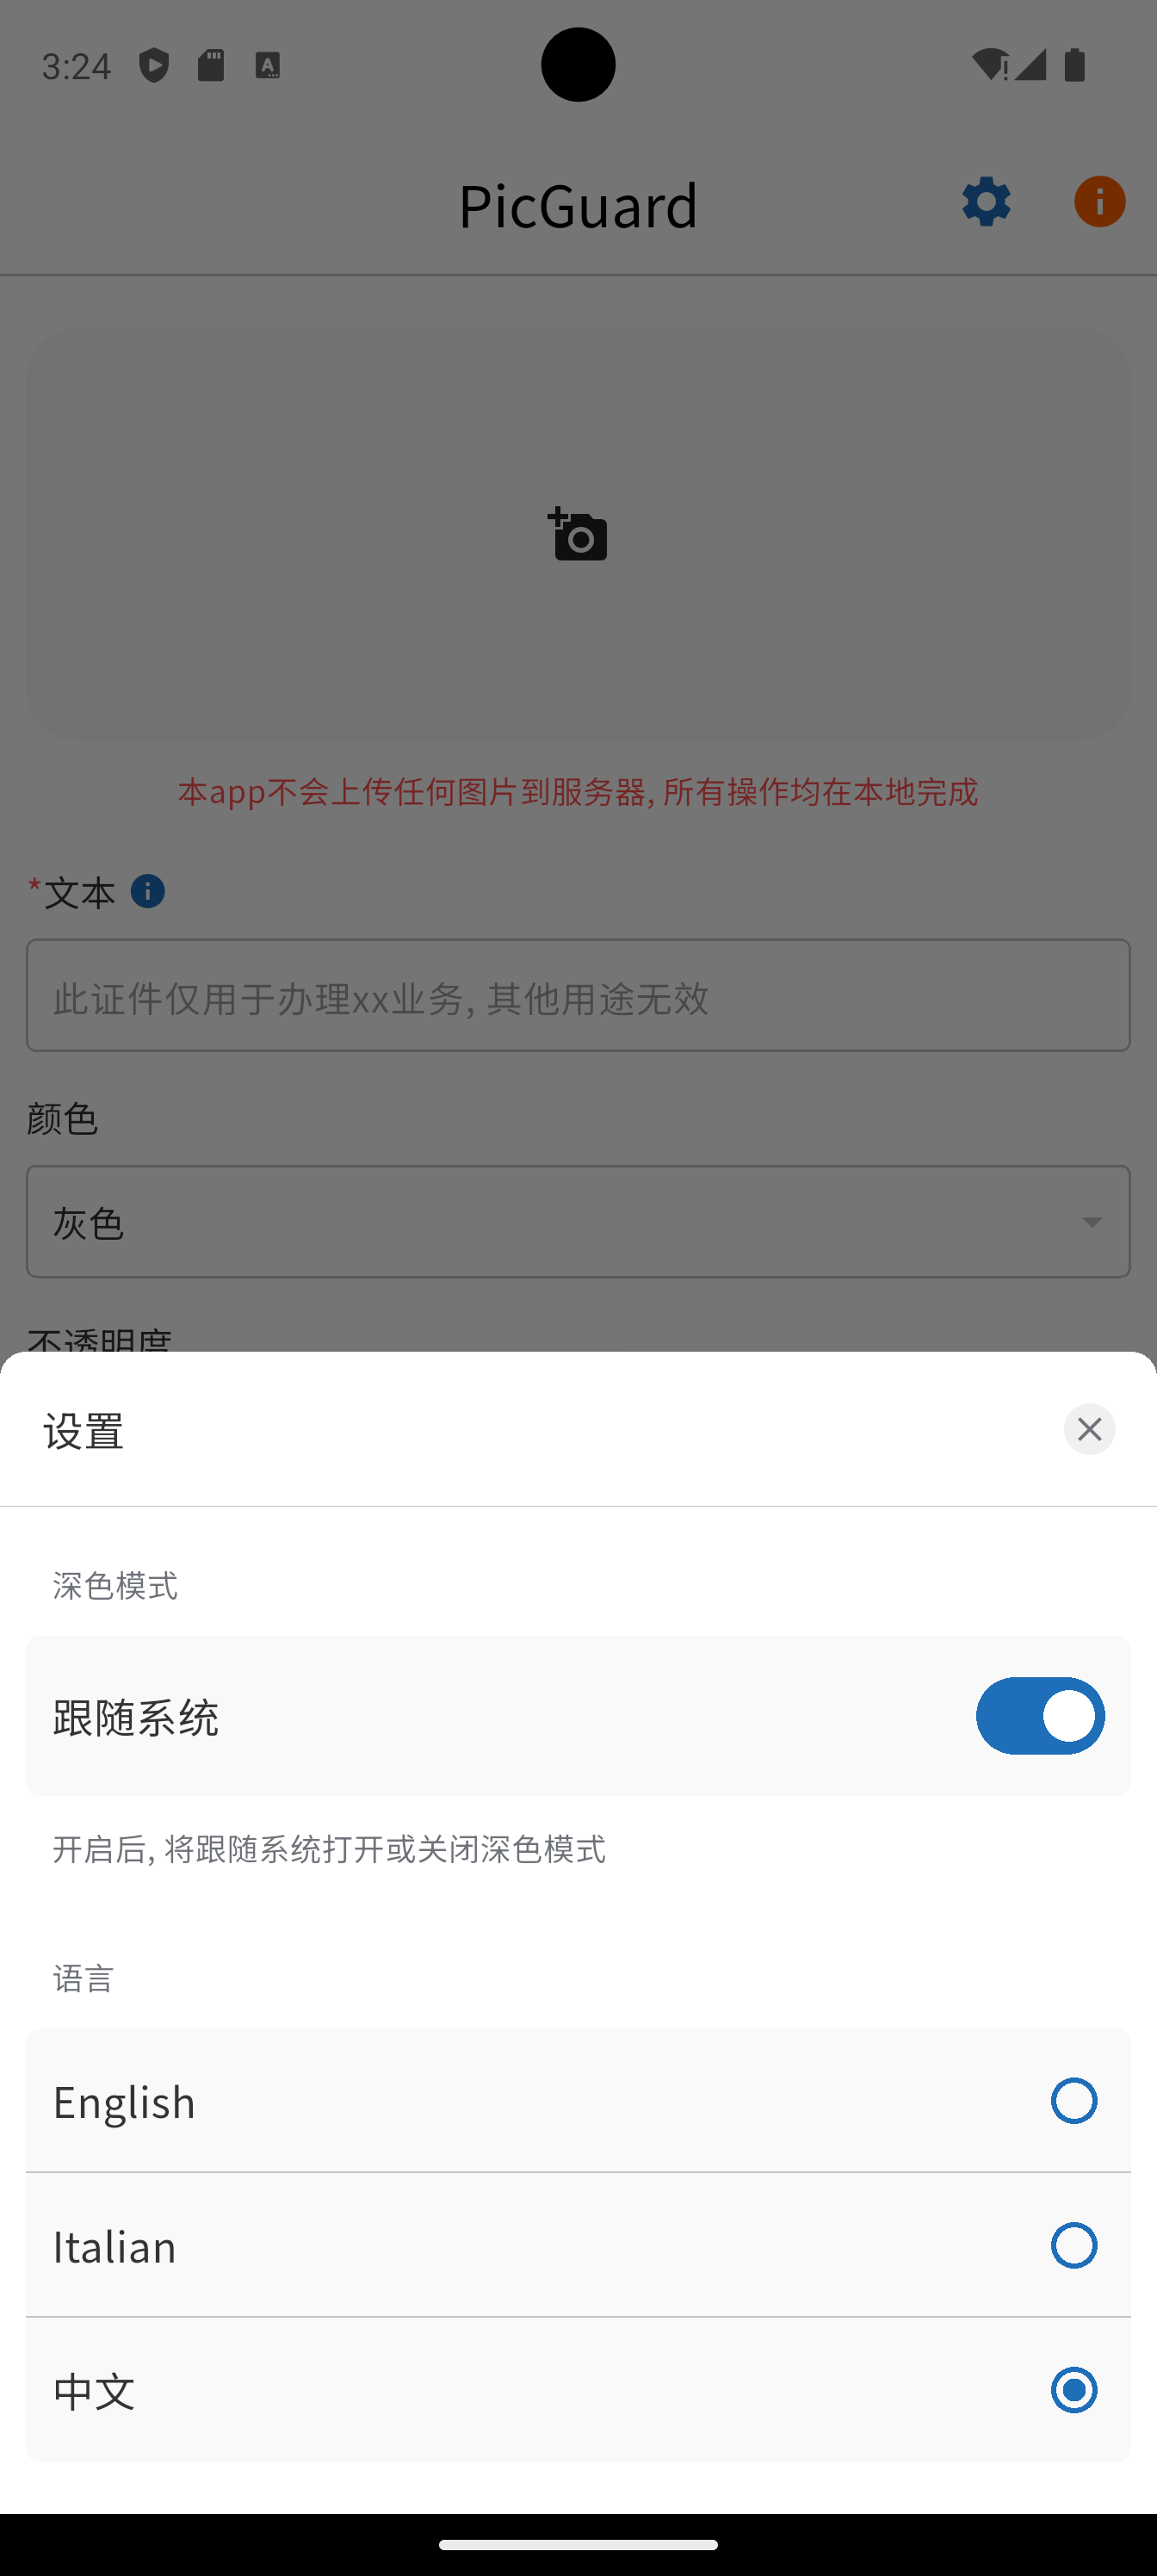 3:24
PicGuard
本app不会上传任何图片到服务器, 所有操作均在本地完成
*文本
此证件仅用于办理xx业务, 其他用途无效
颜色
灰色
不透明度
设置
深色模式
跟随系统
开启后, 将跟随系统打开或关闭深色模式
语言
English
Italian
中文